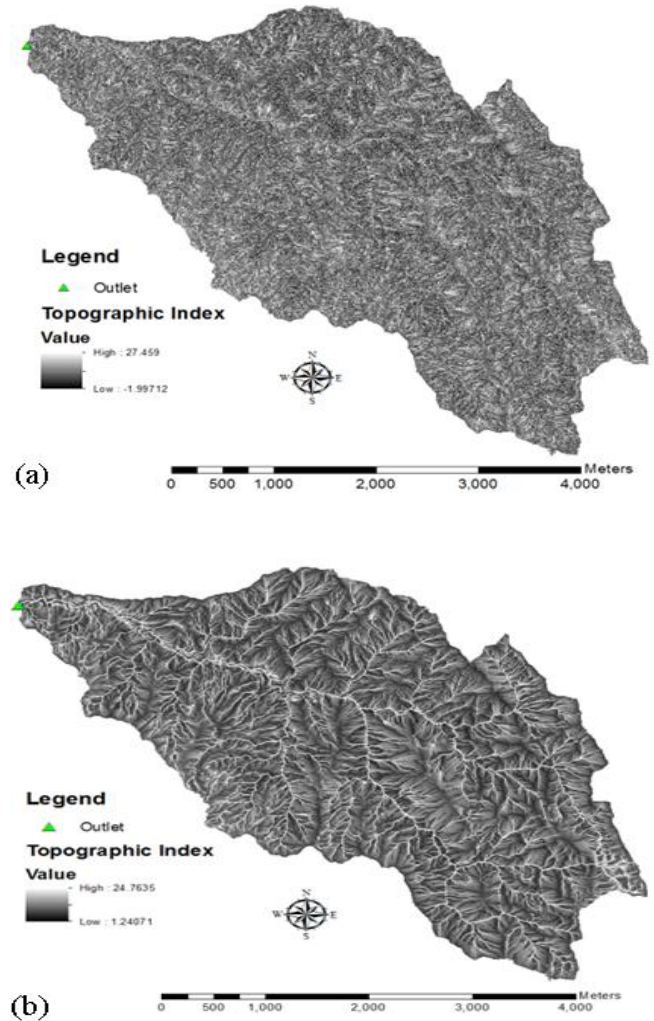 Legend
Outlet
Topographic Index
Value
High : 27.459
Low : -1.99712
N
W E
S
Meters
0 500 1,000 2,000 3,000 4,000
(a)
Legend
Outlet
Topographic Index
Value
High : 24.7635
Low : 1.24071
N
W E
S
Meters
0 500 1,000 2,000 3,000 4,000
(b)